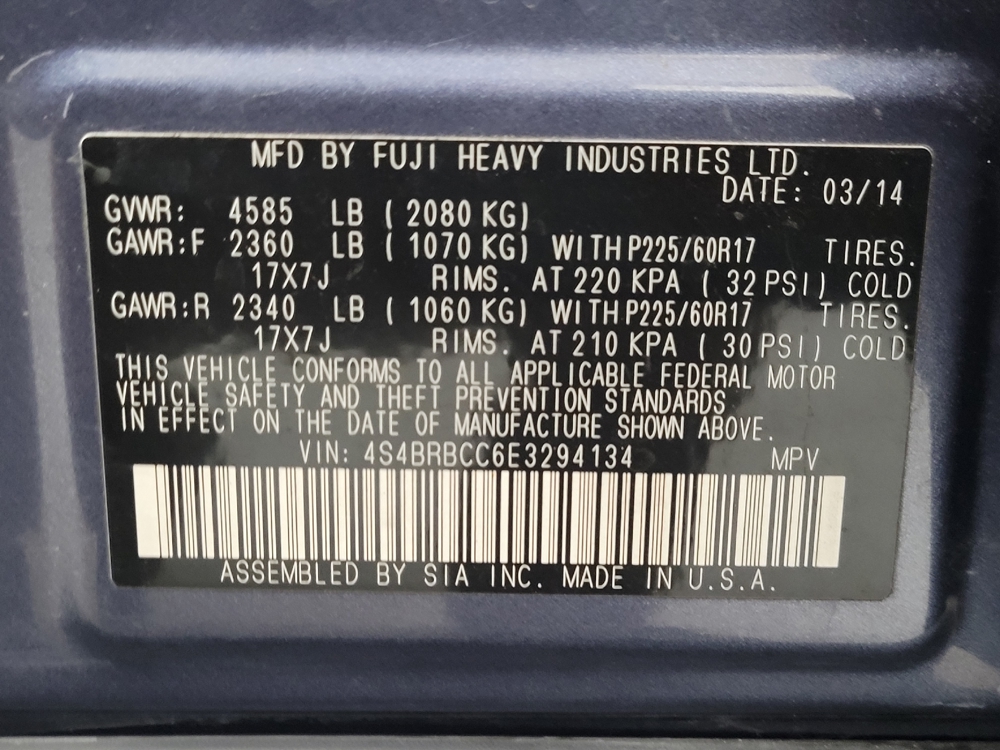 MFD BY FUJI HEAVY INDUSTRIES LTD.
DATE: 03/14
GVWR: 4585 LB (2080 KG)
GAWR:F 2360 LB (1070 KG) WITH P225/60R17 TIRES.
17X7J RIMS. AT 220 KPA (32 PSI) COLD
GAWR:R 2340 LB (1060 KG) WITH P225/60R17 TIRES.
17X7J RIMS. AT 210 KPA (30 PSI) COLD
THIS VEHICLE CONFORMS TO ALL APPLICABLE FEDERAL MOTOR
VEHICLE SAFETY AND THEFT PREVENTION STANDARDS
IN EFFECT ON THE DATE OF MANUFACTURE SHOWN ABOVE.
VIN: 4S4BRBCC6E3294134 MPV
ASSEMBLED BY SIA INC. MADE IN U.S.A.